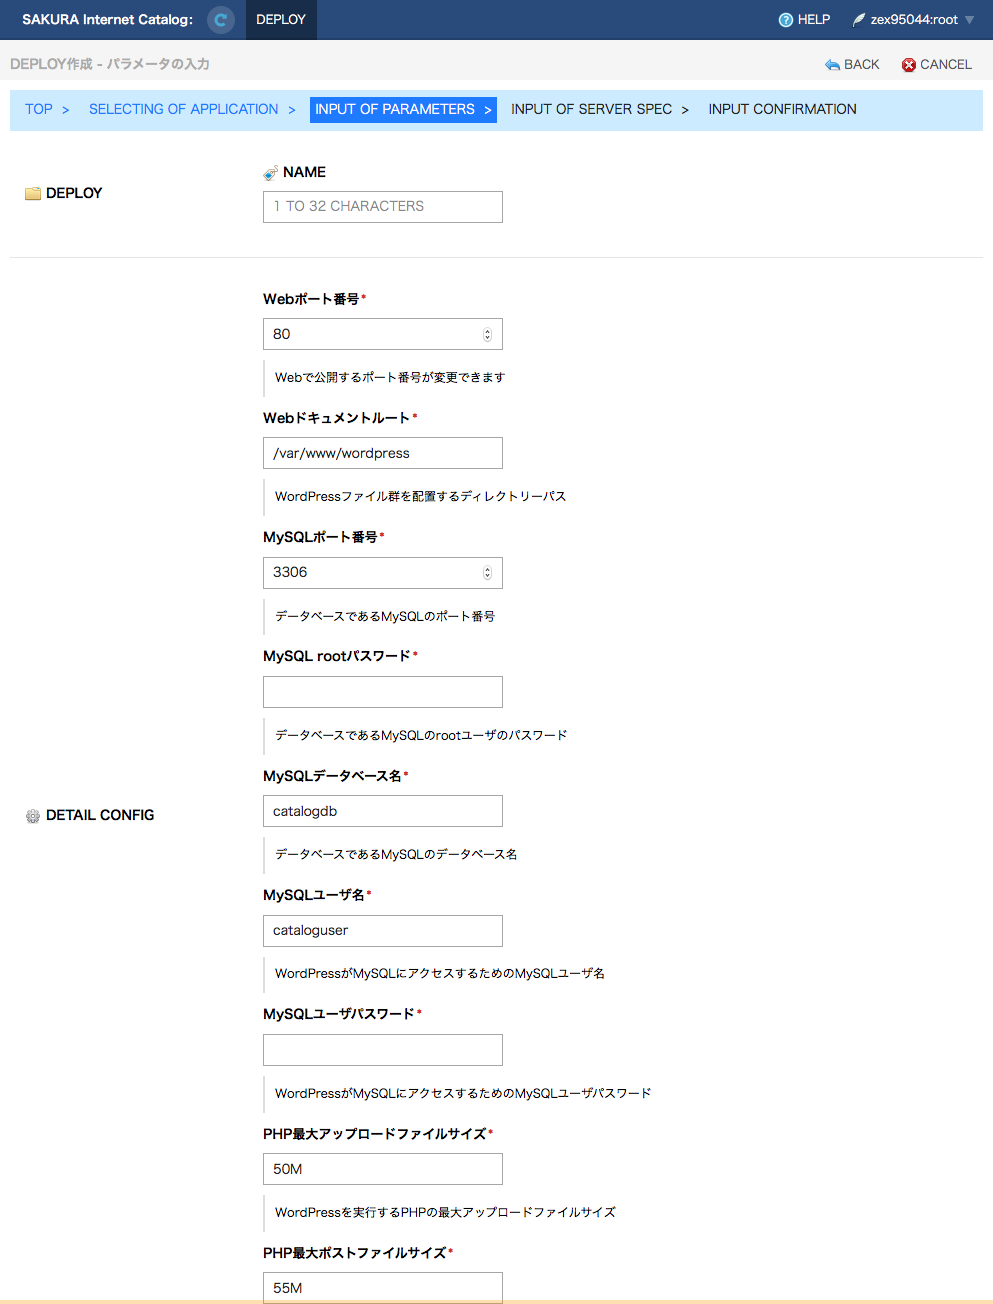 SAKURA Internet Catalog: DEPLOY HELP zex95044:root
DEPLOY作成 - パラメータの入力 BACK CANCEL
TOP > SELECTING OF APPLICATION > INPUT OF PARAMETERS > INPUT OF SERVER SPEC > INPUT CONFIRMATION
NAME
DEPLOY
1 TO 32 CHARACTERS
Webポート番号*
80
Webで公開するポート番号が変更できます
Webドキュメントルート*
/var/www/wordpress
WordPressファイル群を配置するディレクトリーパス
MySQLポート番号*
3306
データベースであるMySQLのポート番号
MySQL rootパスワード*
データベースであるMySQLのrootユーザのパスワード
MySQLデータベース名*
DETAIL CONFIG
catalogdb
データベースであるMySQLのデータベース名
MySQLユーザ名*
cataloguser
WordPressがMySQLにアクセスするためのMySQLユーザ名
MySQLユーザパスワード*
WordPressがMySQLにアクセスするためのMySQLユーザパスワード
PHP最大アップロードファイルサイズ*
50M
WordPressを実行するPHPの最大アップロードファイルサイズ
PHP最大ポストファイルサイズ*
55M